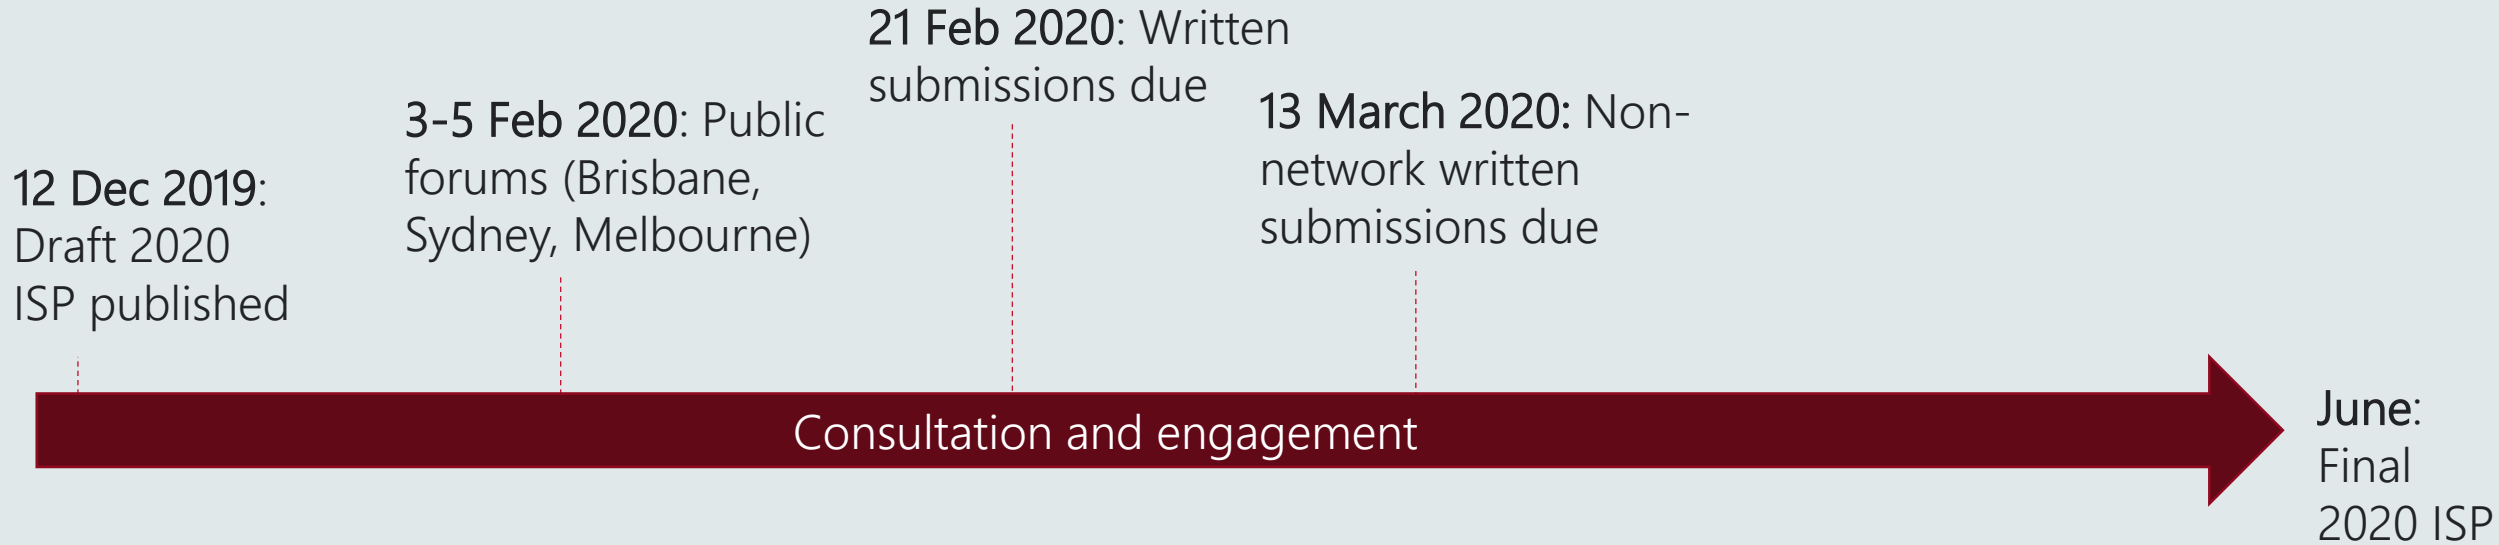 12 Dec 2019:
Draft 2020
ISP published
3-5 Feb 2020: Public
forums (Brisbane,
Sydney, Melbourne)
21 Feb 2020: Written
submissions due
13 March 2020: Non-
network written
submissions due
Consultation and engagement
June:
Final
2020 ISP